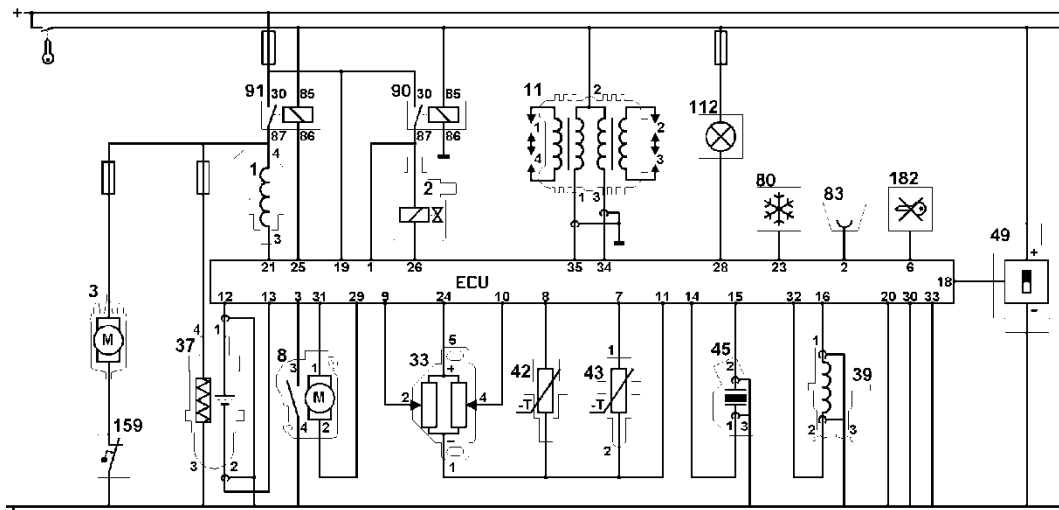 +
91 30 85 90 30 85 11 2 112
87 86 87 86
4 1 2
1 2 4 3
1 3
3
2
80 83 182 49
+
21 25 19 1 26 35 34 28 23 2 6
ECU 18
12 13 3 31 29 9 24 10 8 7 11 14 15 32 16 20 30 33
-
3 M
1 5 1 1
4 37 8 3 1 33 + 42 43 45 2 39
2 4
M -T -T
159 4 2 - 1 3 2 3
3 2 1 2